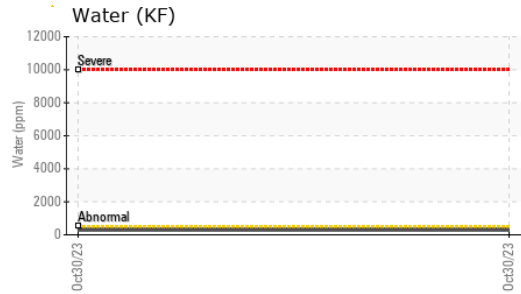 Water (KF)
12000
Severe
10000
8000
6000
4000
2000
Abnormal
0
Water (ppm)
Oct30/23
Oct30/23